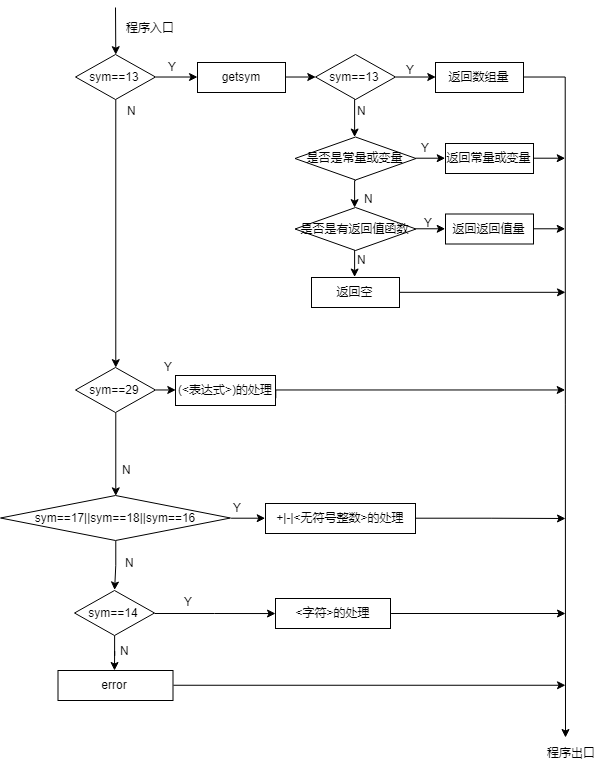 程序入口
sym==13
Y
getsym
sym==13
Y
返回数组量
N
N
是否是常量或变量
Y
返回常量或变量
N
是否是有返回值函数
Y
返回返回值量
N
返回空
sym==29
Y
(<表达式>)的处理
N
sym==17||sym==18||sym==16
Y
+|-|<无符号整数>的处理
N
sym==14
Y
<字符>的处理
N
error
程序出口